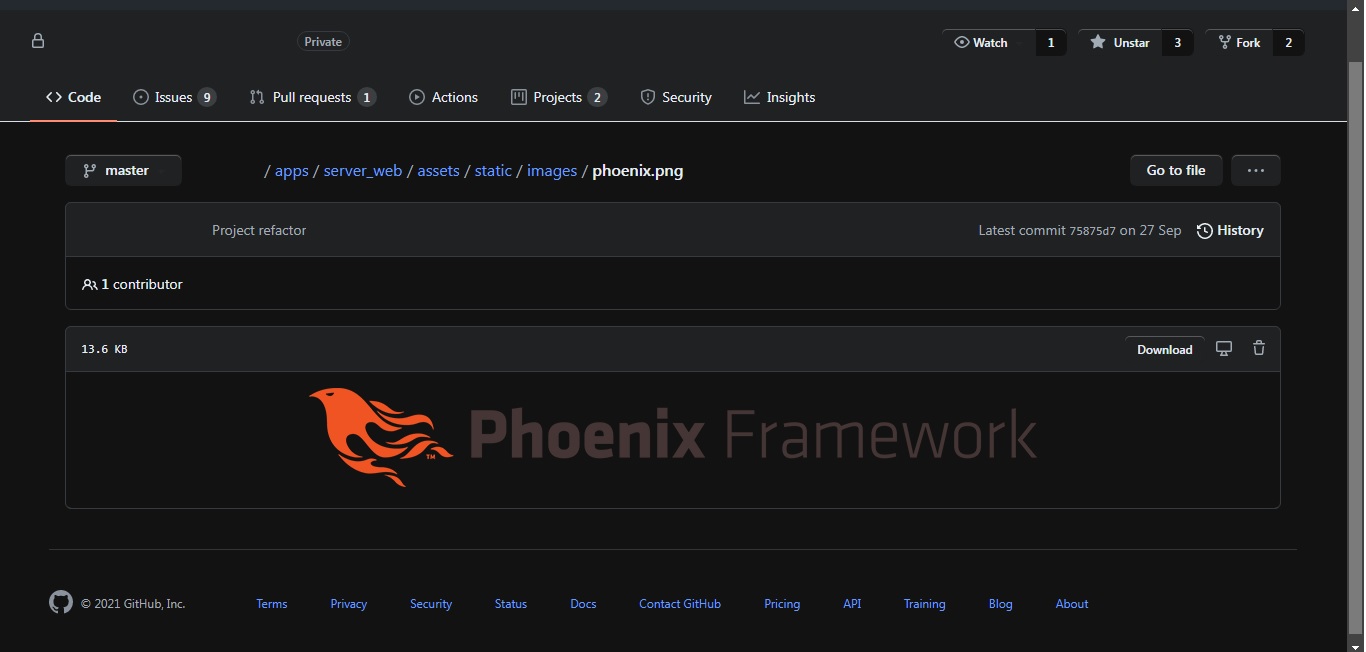 Private Watch 1 Unstar 3 Fork 2
Code Issues 9 Pull requests 1 Actions Projects 2 Security Insights
master / apps / server_web / assets / static / images / phoenix.png Go to file ...
Project refactor Latest commit 75875d7 on 27 Sep History
1 contributor
13.6 KB Download
Phoenix Framework
TM
© 2021 GitHub, Inc. Terms Privacy Security Status Docs Contact GitHub Pricing API Training Blog About